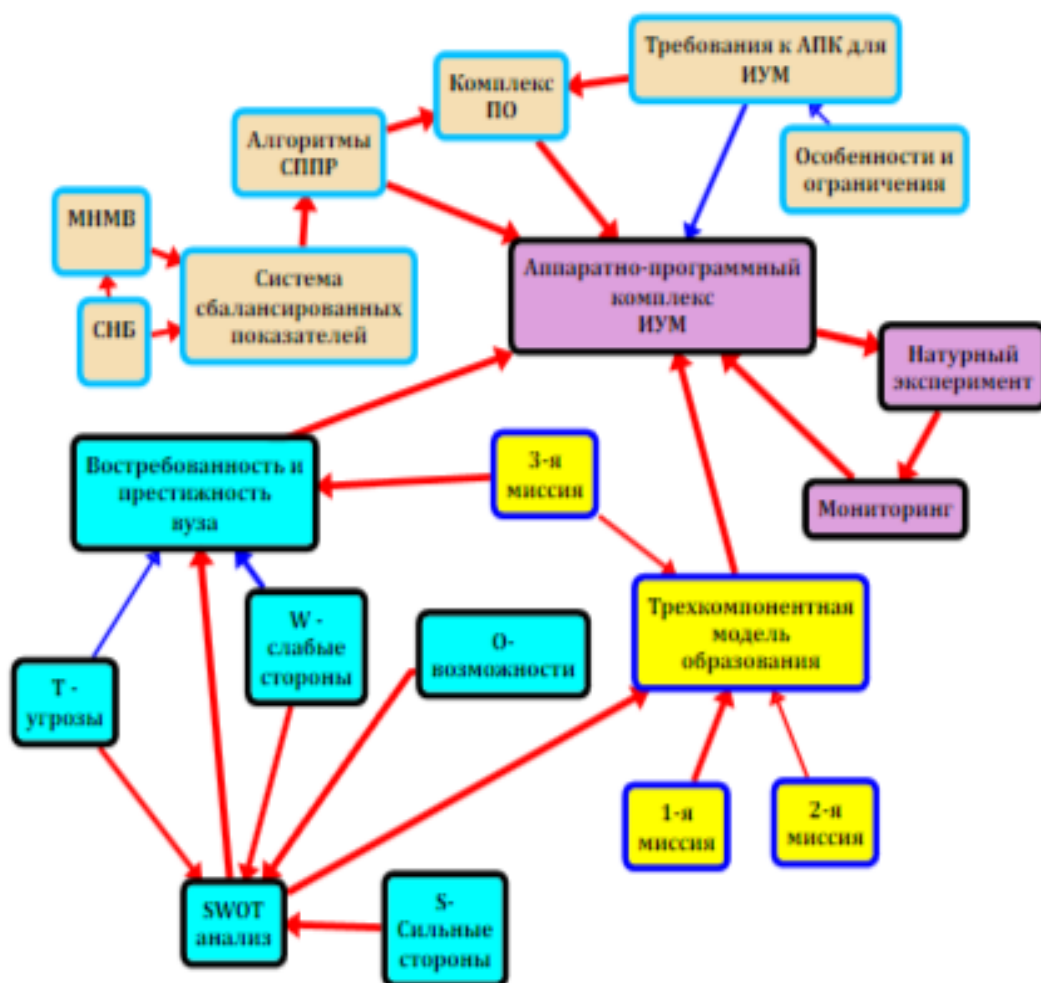 Требования к АПК для
ИУМ
Комплекс
ПО
Алгоритмы
СППР
Особенности и
ограничения
МНМВ
СНБ
Система
сбалансированных
показателей
Аппаратно-программный
комплекс
ИУМ
Натурный
эксперимент
Мониторинг
Востребованность и
престижность
вуза
3-я
миссия
Трехкомпонентная
модель
образования
W -
слабые
стороны
О-
возможности
Т -
угрозы
1-я
миссия
2-я
миссия
SWOT
анализ
S-
Сильные
стороны